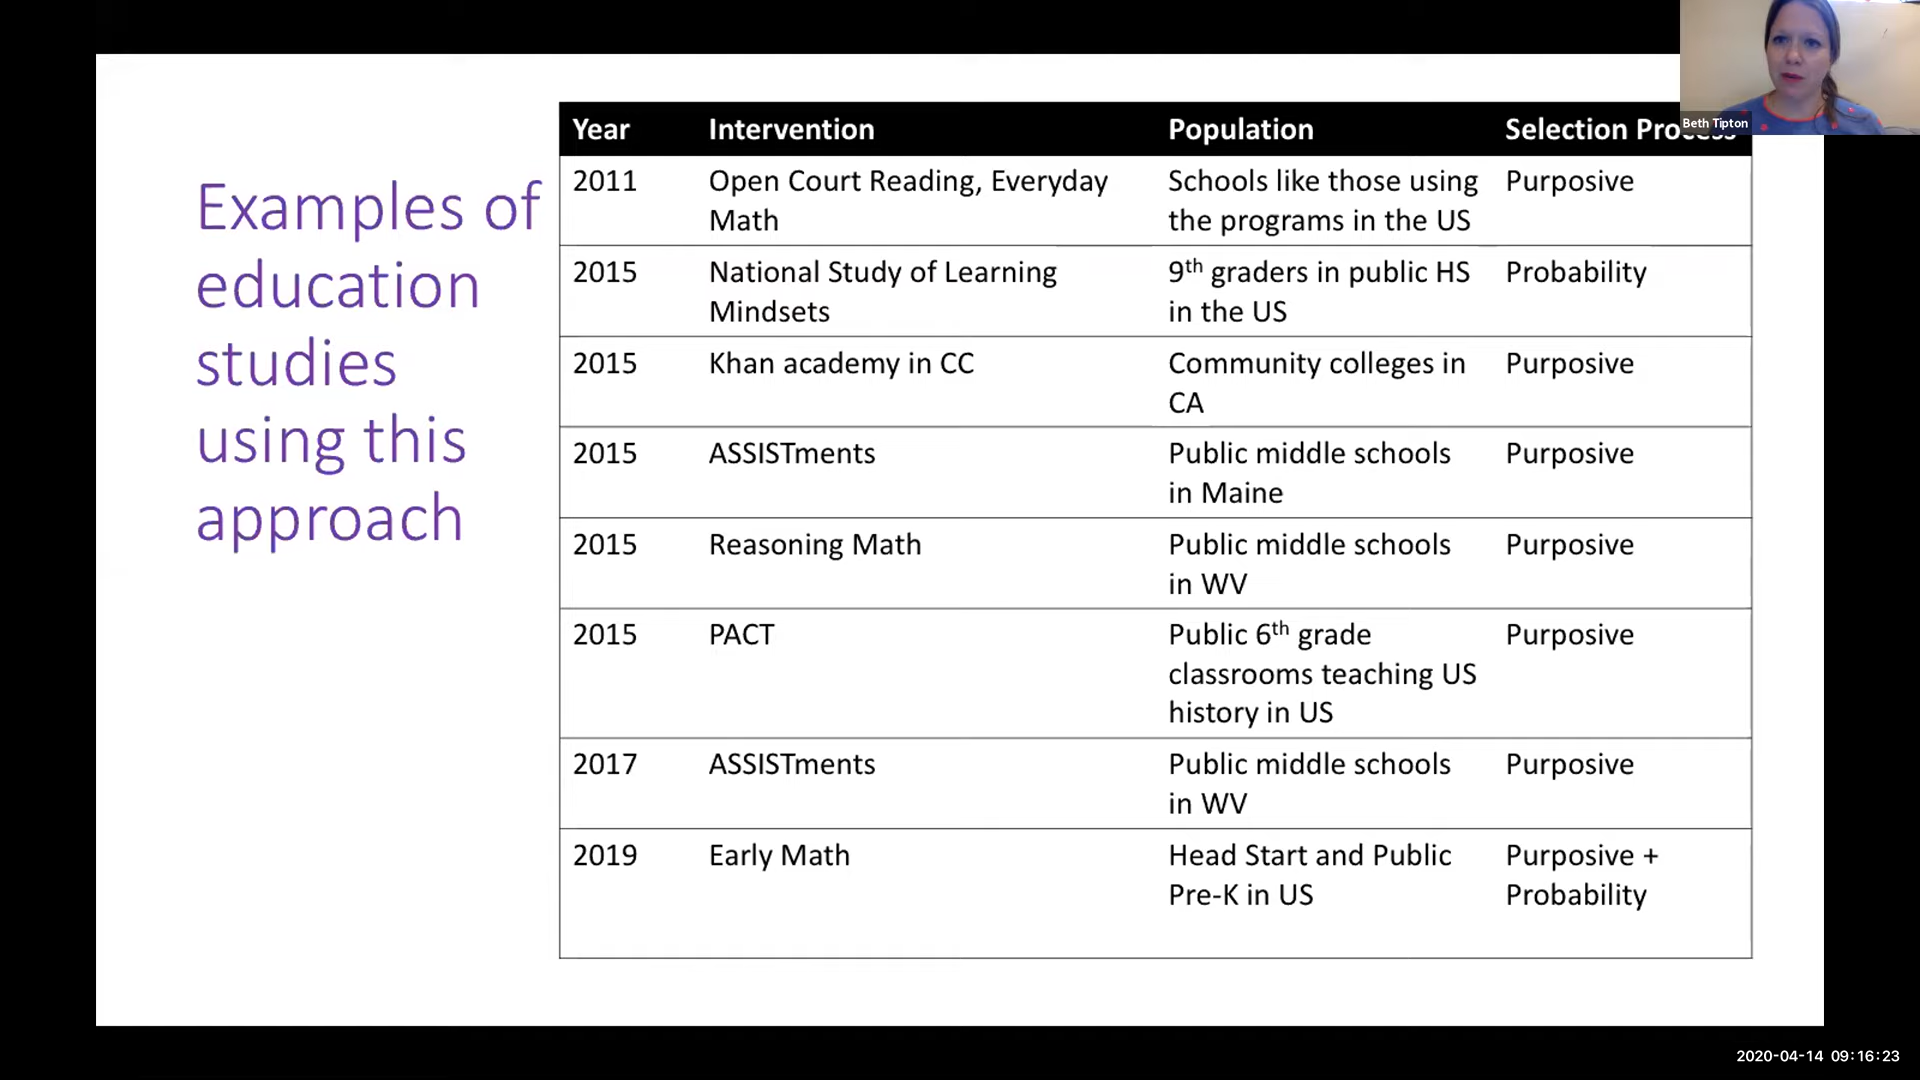 Examples of
education
studies
using this
approach
Year Intervention Population Selection Process
2011 Open Court Reading, Everyday Math Schools like those using the programs in the US Purposive
2015 National Study of Learning Mindsets 9th graders in public HS in the US Probability
2015 Khan academy in CC Community colleges in CA Purposive
2015 ASSISTments Public middle schools in Maine Purposive
2015 Reasoning Math Public middle schools in WV Purposive
2015 PACT Public 6th grade classrooms teaching US history in US Purposive
2017 ASSISTments Public middle schools in WV Purposive
2019 Early Math Head Start and Public Pre-K in US Purposive + Probability
Beth Tipton
2020-04-14 09:16:23